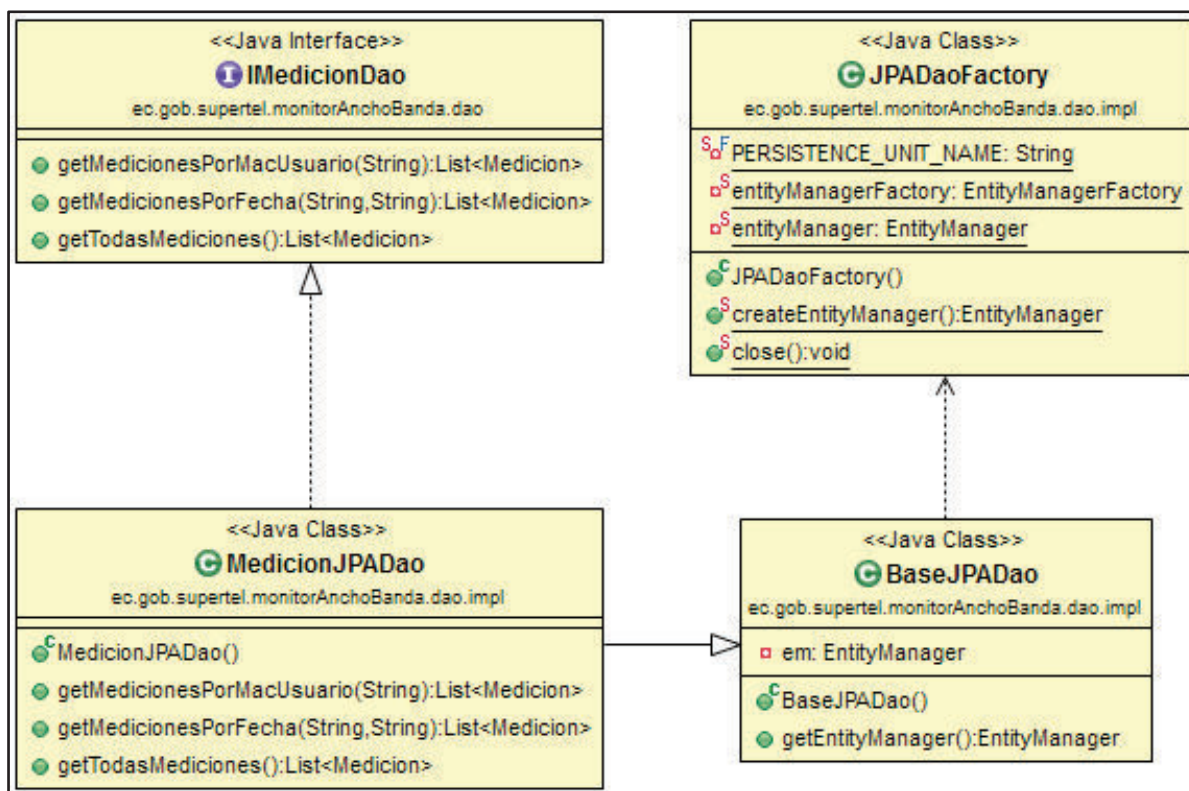 <<Java Interface>>
IMedicionDao
ec.gob.supertel.monitorAnchoBanda.dao
getMedicionesPorMacUsuario(String):List<Medicion>
getMedicionesPorFecha(String,String):List<Medicion>
getTodasMediciones():List<Medicion>
<<Java Class>>
JPADaoFactory
ec.gob.supertel.monitorAnchoBanda.dao.impl
PERSISTENCE_UNIT_NAME: String
entityManagerFactory: EntityManagerFactory
entityManager: EntityManager
JPADaoFactory()
createEntityManager():EntityManager
close():void
<<Java Class>>
MedicionJPADao
ec.gob.supertel.monitorAnchoBanda.dao.impl
MedicionJPADao()
getMedicionesPorMacUsuario(String):List<Medicion>
getMedicionesPorFecha(String,String):List<Medicion>
getTodasMediciones():List<Medicion>
<<Java Class>>
BaseJPADao
ec.gob.supertel.monitorAnchoBanda.dao.impl
em: EntityManager
BaseJPADao()
getEntityManager():EntityManager